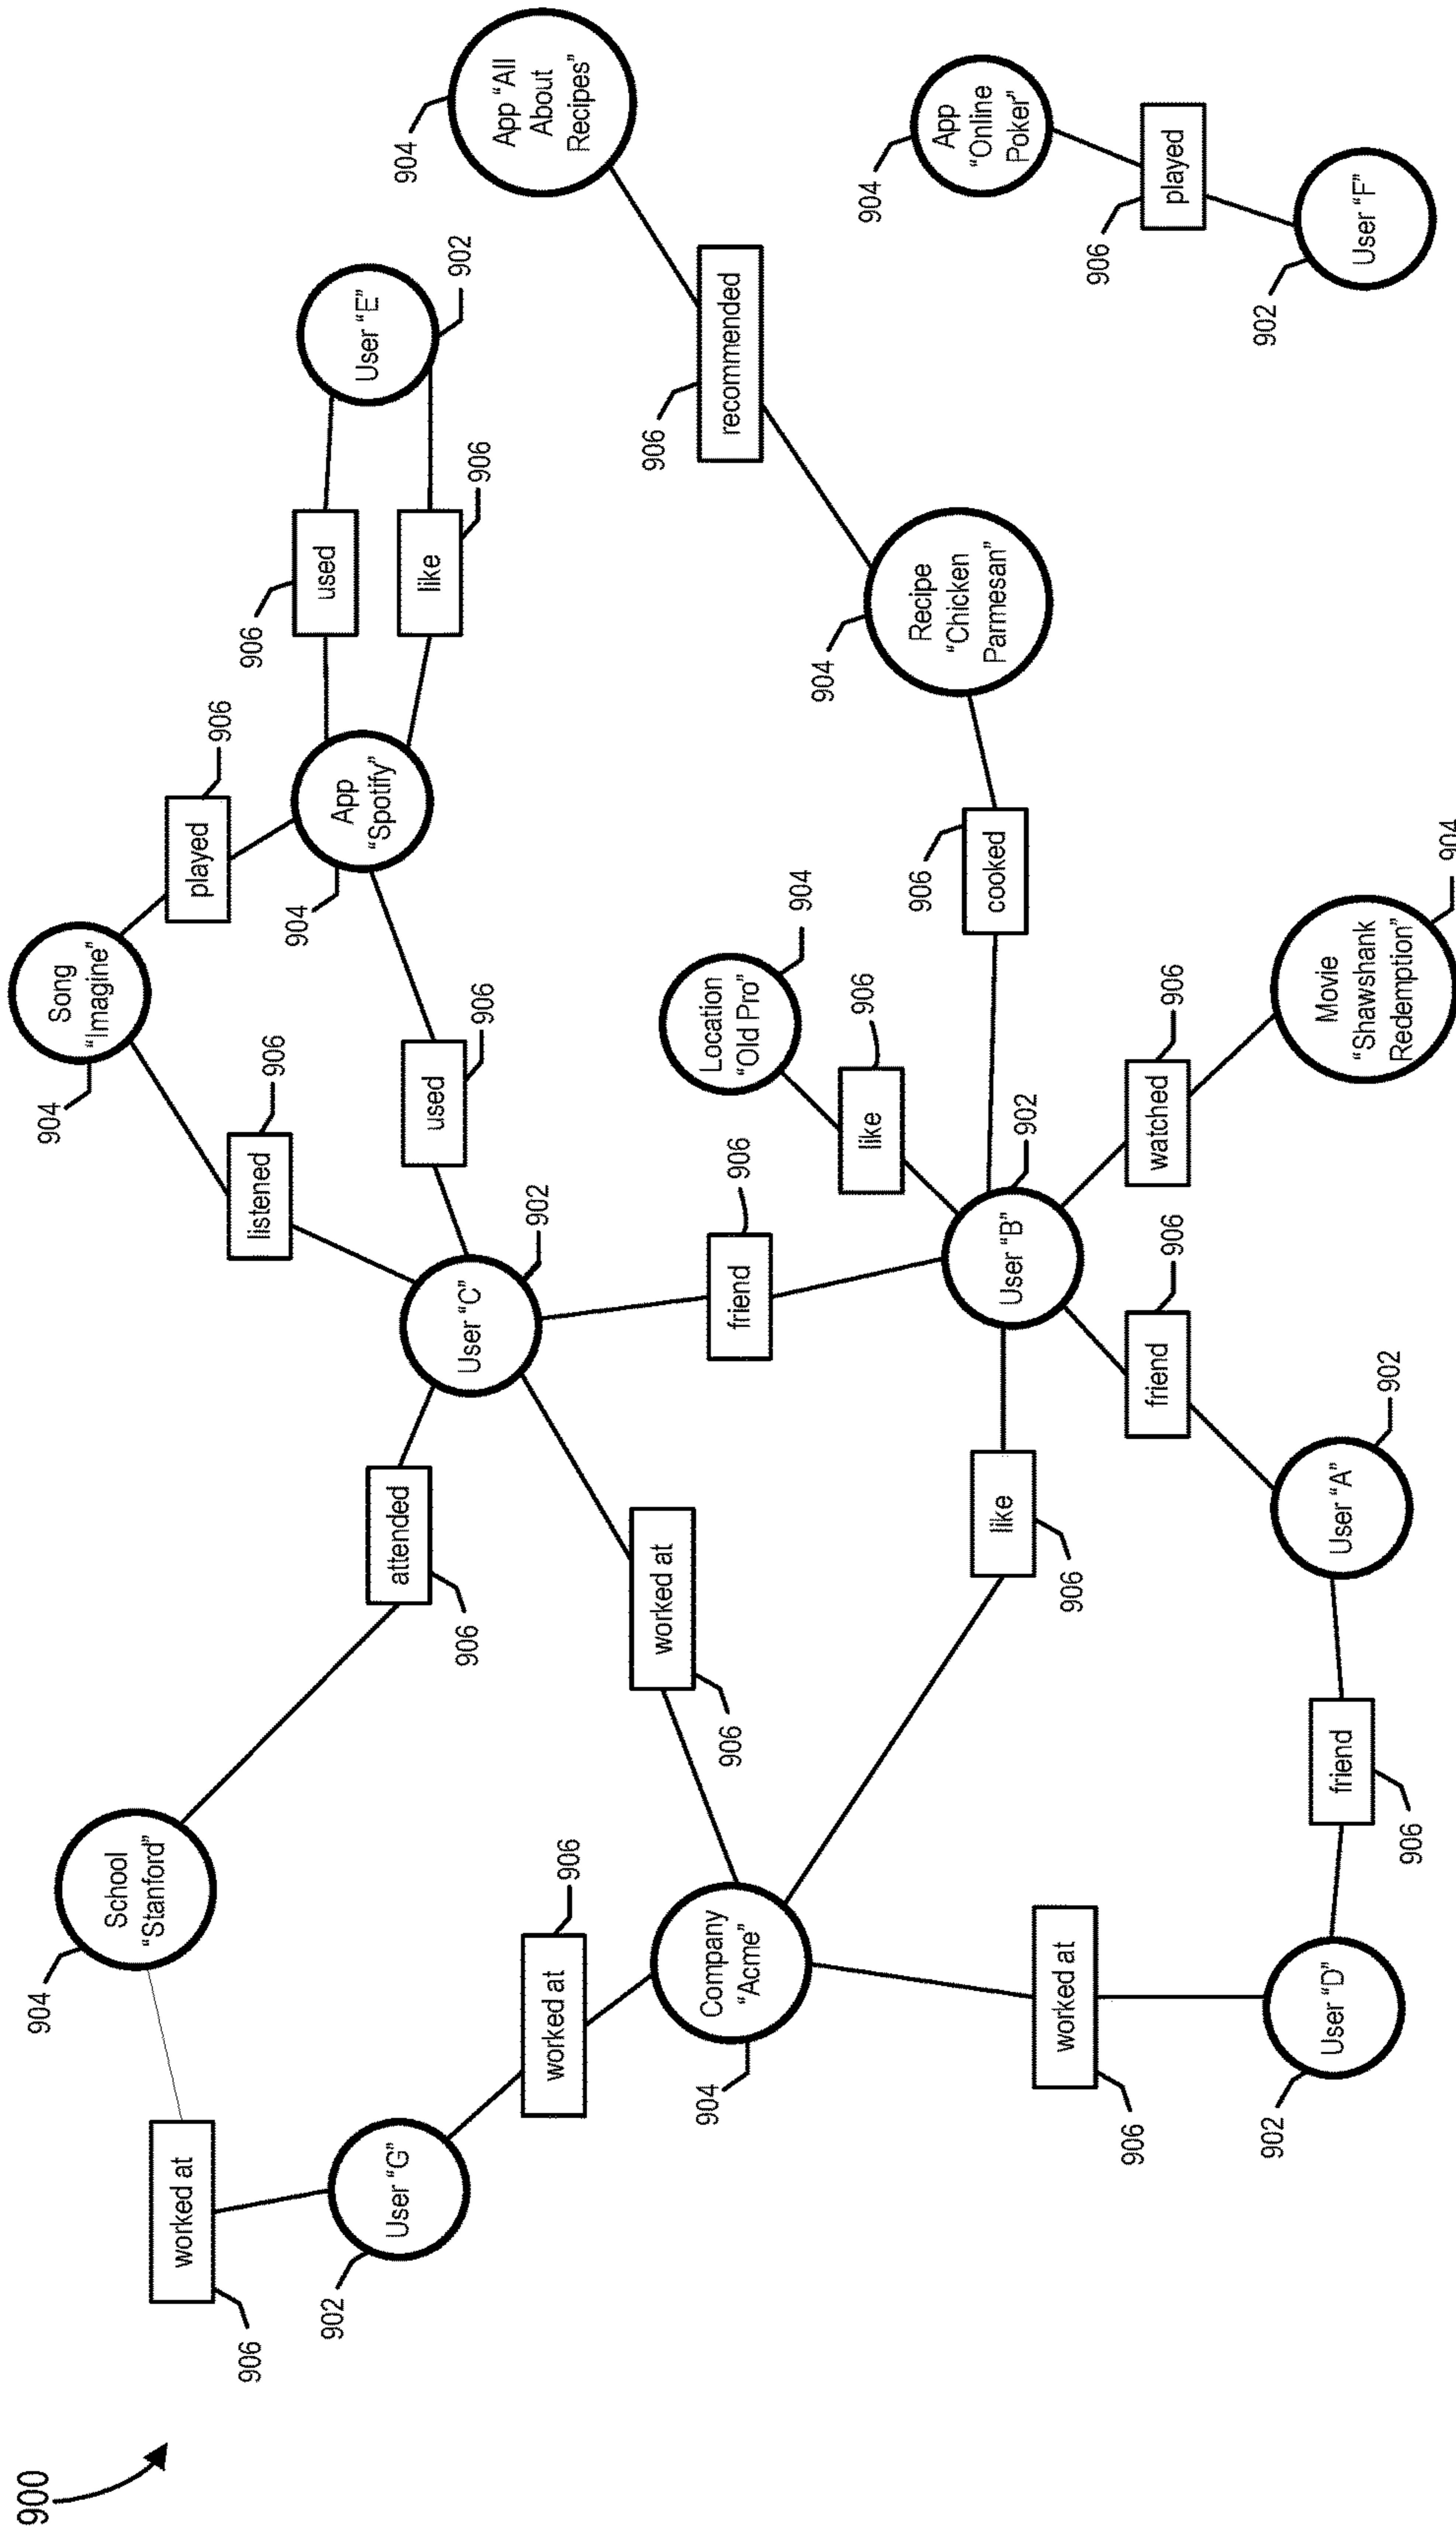 900
904
Song
"Imagine"
906
played
906
listened
904
School
"Stanford"
904
worked at
906
User "G"
902
906
attended
902
User "C"
904
App
"Spotify"
906
used
906
used
like
906
User "E"
902
904
App "All
About
Recipes"
906
worked at
worked at
906
904
Company
"Acme"
friend
906
Location
"Old Pro"
904
906
recommended
like
906
904
Recipe
"Chicken
Parmesan"
906
cooked
like
906
User "B"
902
904
App
"Online
Poker"
906
worked at
friend
906
watched
906
906
played
902
User "D"
friend
906
User "A"
902
Movie
"Shawshank
Redemption"
904
902
User "F"